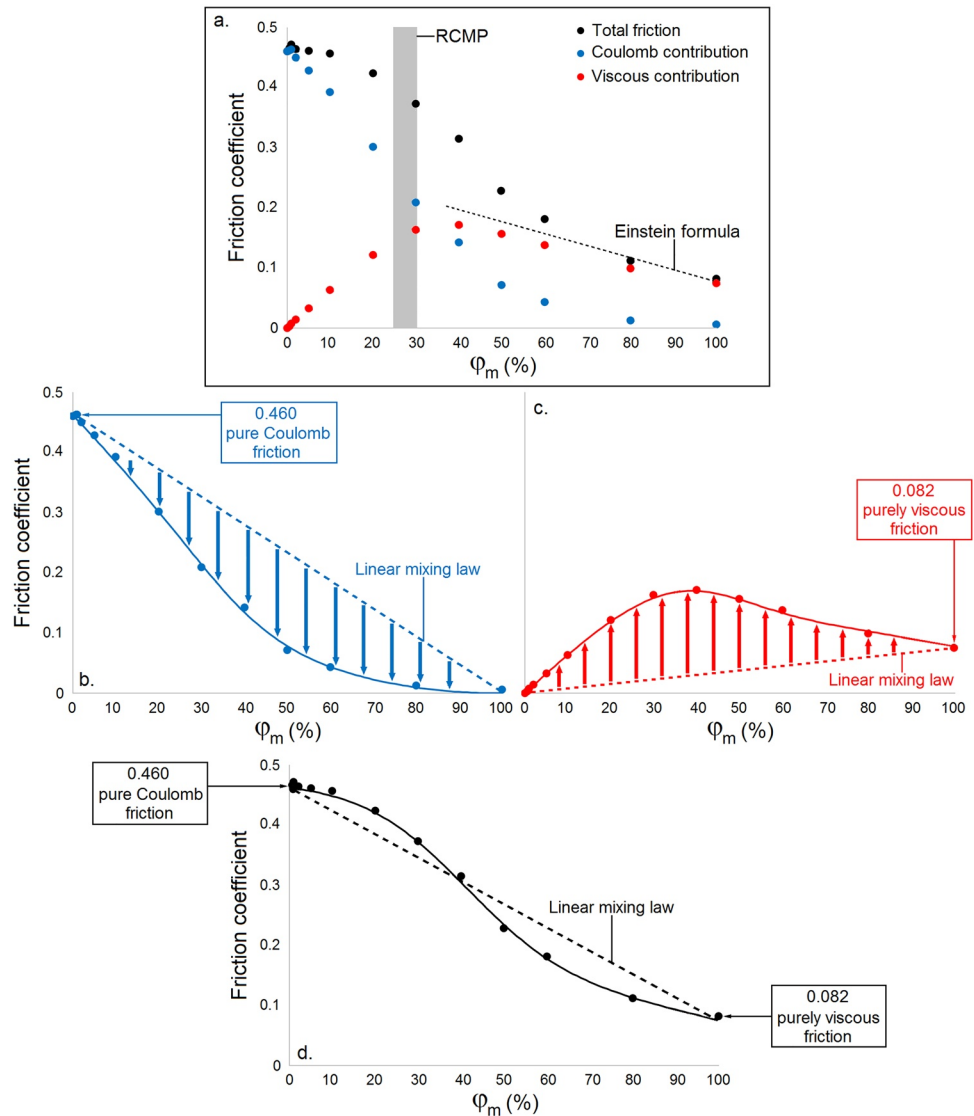 a.
0.5
0.4
0.3
0.2
0.1
0
Friction coefficient
RCMP
Total friction
Coulomb contribution
Viscous contribution
Einstein formula
0 10 20 30 40 50 60 70 80 90 100
φm (%)
0.5
0.4
0.3
0.2
0.1
0
Friction coefficient
0.460
pure Coulomb
friction
Linear mixing law
b.
0 10 20 30 40 50 60 70 80 90 100
φm (%)
c.
0.082
purely viscous
friction
Linear mixing law
0 10 20 30 40 50 60 70 80 90 100
φm (%)
0.460
pure Coulomb
friction
0.5
0.4
0.3
0.2
0.1
0
Friction coefficient
Linear mixing law
0.082
purely viscous
friction
d.
0 10 20 30 40 50 60 70 80 90 100
φm (%)